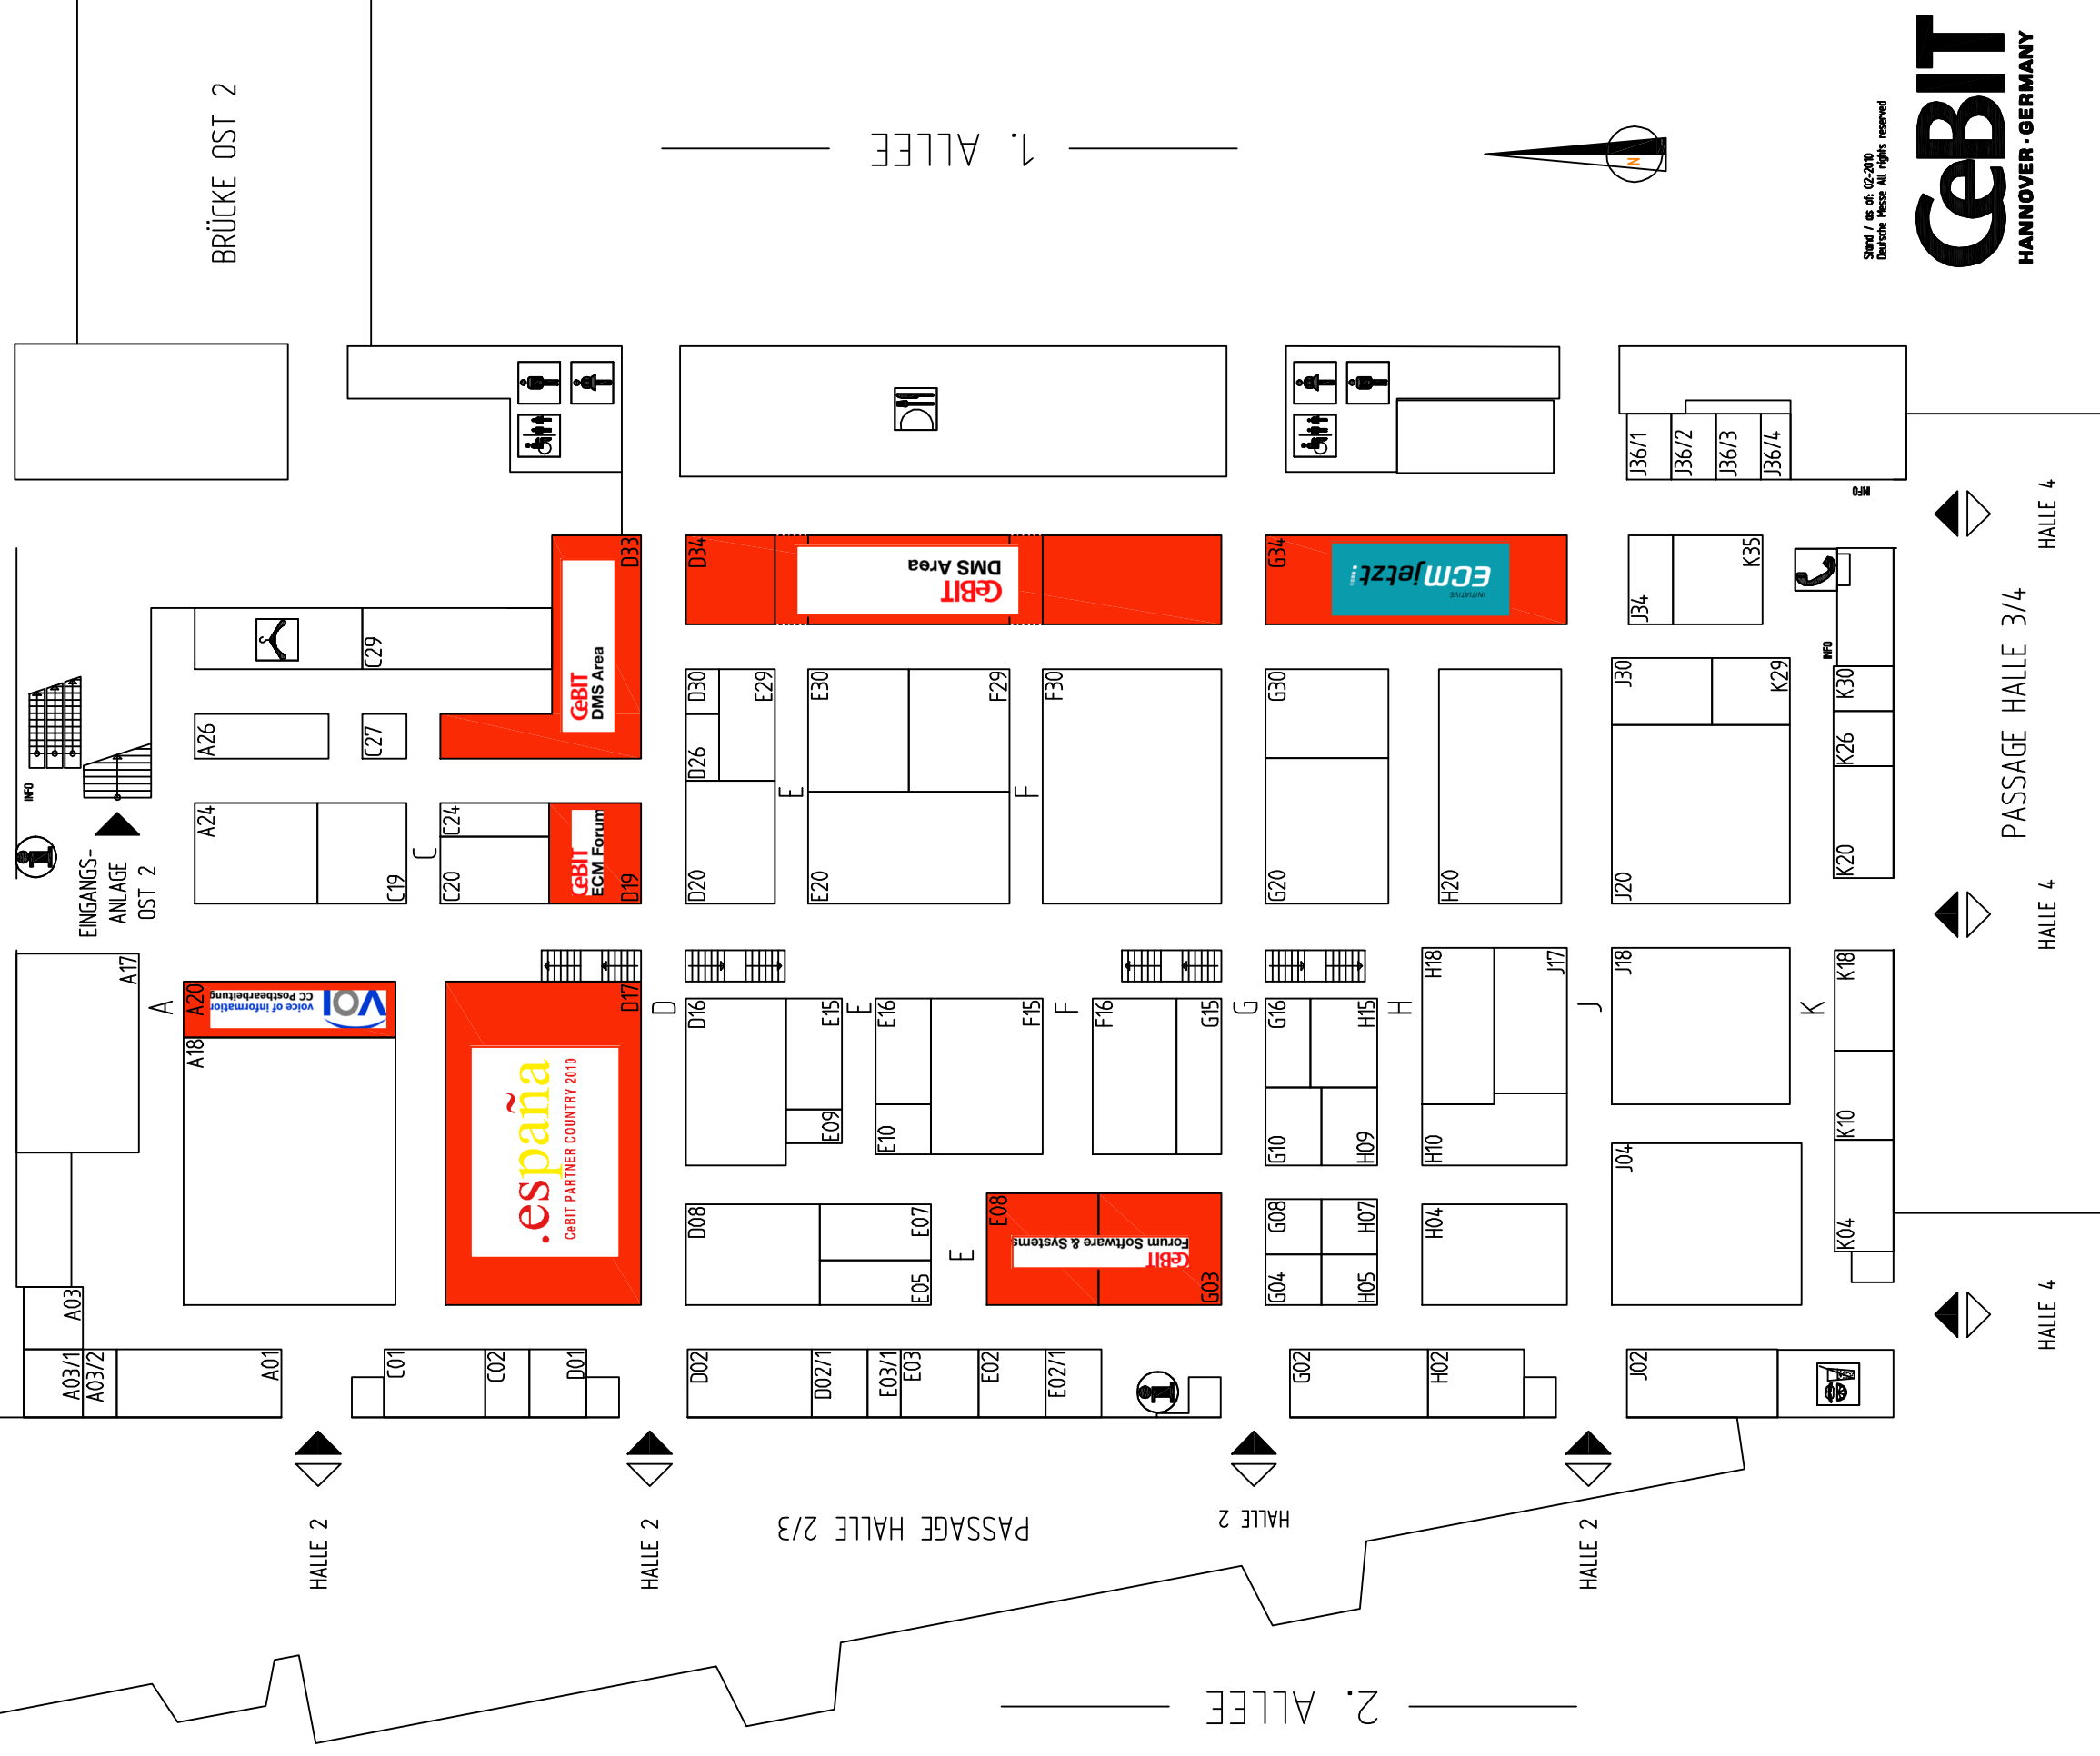 BRÜCKE OST 2
1. ALLEE
N
Stand / as of: 02-2010
Deutsche Messe All rights reserved
CeBIT
HANNOVER · GERMANY
J36/1
J36/2
J36/3
J36/4
INFO
HALLE 4
D33
CeBIT
DMS Area
D34
CeBIT
DMS Area
G34
INITIATIVE
ECMjetzt!
J34
K35
INFO
PASSAGE HALLE 3/4
C29
A26
C27
D30
E29
D26
E30
F29
F30
G30
J30
K29
K30
K26
INFO
EINGANGS-
ANLAGE
OST 2
A24
C19
C
C24
C20
CeBIT
ECM Forum
D19
D20
E
E20
F
G20
H20
J20
K20
HALLE 4
A17
A
A20
VOI
voice of information
CC Postbearbeitung
A18
D17
.españa
CeBIT PARTNER COUNTRY 2010
D
D16
E15
E09
E
E16
E10
F15
F
F16
G15
G
G16
H15
G10
H09
H
H18
J17
H10
J
J18
K
K18
K10
K04
J04
D08
E07
E05
E
E08
CeBIT
Forum Software & Systems
G03
G08
H07
G04
H05
H04
HALLE 4
A03
A03/1
A03/2
A01
C01
C02
D01
D02
D02/1
E03/1
E03
E02
E02/1
G02
H02
J02
HALLE 2
HALLE 2
PASSAGE HALLE 2/3
HALLE 2
HALLE 2
2. ALLEE